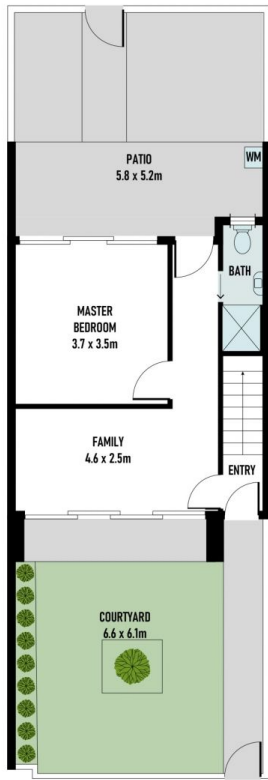 PATIO
5.8 x 5.2m
WM
BATH
MASTER
BEDROOM
3.7 x 3.5m
FAMILY
4.6 x 2.5m
ENTRY
COURTYARD
6.6 x 6.1m